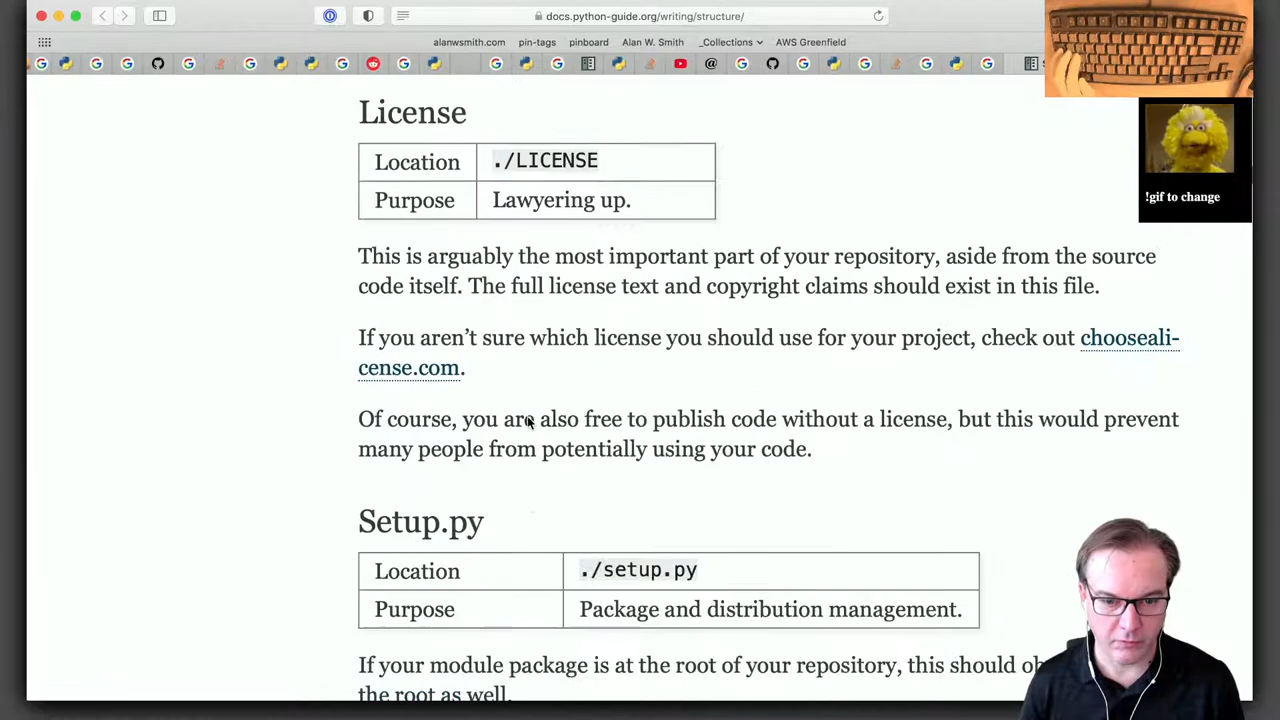 docs.python-guide.org/writing/structure/
alanwsmith.com pin-tags pinboard Alan W. Smith _Collections AWS Greenfield
License
Location ./LICENSE
Purpose Lawyering up.
!gif to change
This is arguably the most important part of your repository, aside from the source
code itself. The full license text and copyright claims should exist in this file.
If you aren’t sure which license you should use for your project, check out chooseali-
cense.com.
Of course, you are also free to publish code without a license, but this would prevent
many people from potentially using your code.
Setup.py
Location ./setup.py
Purpose Package and distribution management.
If your module package is at the root of your repository, this should
the root as well.